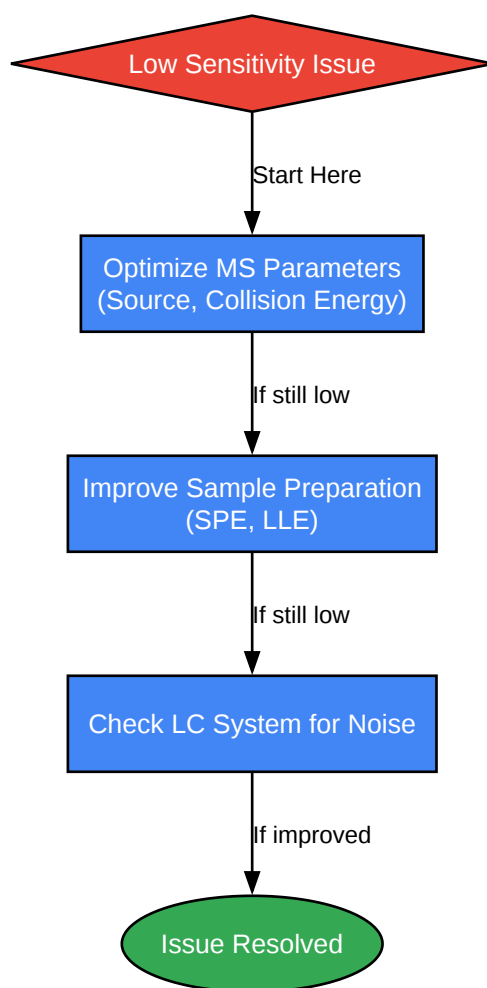 Low Sensitivity Issue
Start Here
Optimize MS Parameters
(Source, Collision Energy)
If still low
Improve Sample Preparation
(SPE, LLE)
If still low
Check LC System for Noise
If improved
Issue Resolved